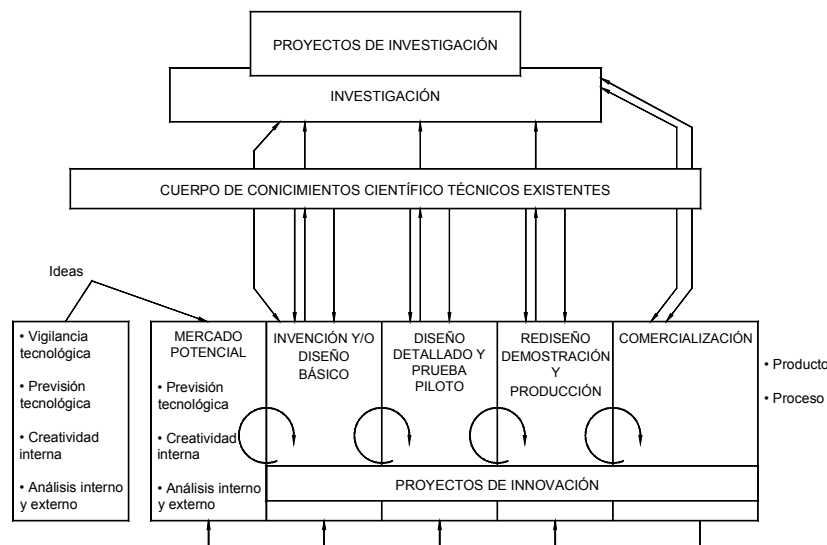 PROYECTOS DE INVESTIGACIÓN
INVESTIGACIÓN
CUERPO DE CONICIMIENTOS CIENTÍFICO TÉCNICOS EXISTENTES
Ideas
• Vigilancia
tecnológica
• Previsión
tecnológica
• Creatividad
interna
• Análisis interno
y externo
MERCADO
POTENCIAL
• Previsión
tecnológica
• Creatividad
interna
• Análisis interno
y externo
INVENCIÓN Y/O
DISEÑO
BÁSICO
DISEÑO
DETALLADO Y
PRUEBA
PILOTO
REDISEÑO
DEMOSTRACIÓN
Y
PRODUCCIÓN
COMERCIALIZACIÓN
PROYECTOS DE INNOVACIÓN
• Producto
• Proceso